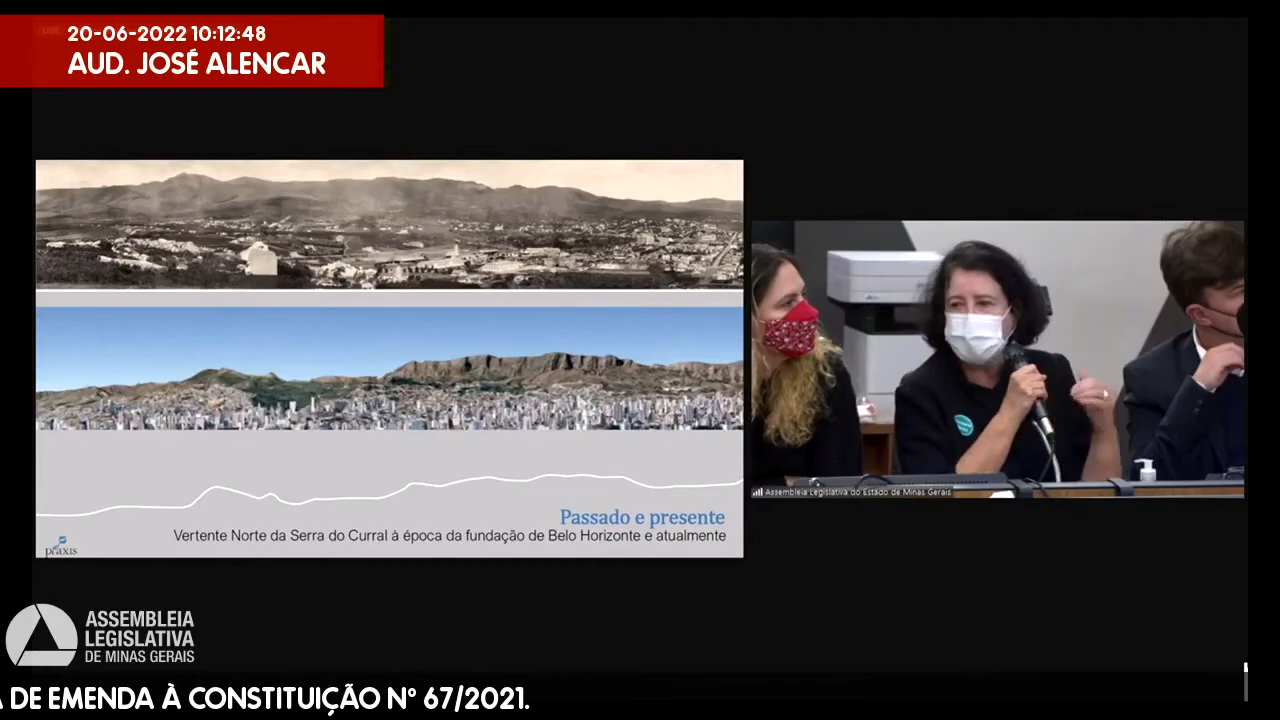 20-06-2022 10:12:48
AUD. JOSÉ ALENCAR
Passado e presente
Vertente Norte da Serra do Curral à época da fundação de Belo Horizonte e atualmente
práxis
Assembleia Legislativa do Estado de Minas Gerais
ASSEMBLEIA
LEGISLATIVA
DE MINAS GERAIS
A DE EMENDA À CONSTITUIÇÃO Nº 67/2021.